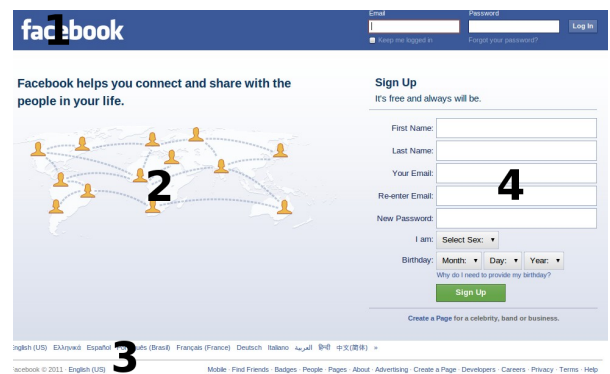 facebook
1
Email
Password
Log In
Keep me logged in
Forgot your password?
Facebook helps you connect and share with the
people in your life.
2
Sign Up
It's free and always will be.
First Name:
Last Name:
Your Email:
Re-enter Email:
4
New Password:
I am: Select Sex:
Birthday: Month: Day: Year:
Why do I need to provide my birthday?
Sign Up
Create a Page for a celebrity, band or business.
nglish (US) Ελληνικά Español Português (Brasil) Français (France) Deutsch Italiano العربية हिन्दी 中文(简体) »
3
acebook © 2011 · English (US)
Mobile · Find Friends · Badges · People · Pages · About · Advertising · Create a Page · Developers · Careers · Privacy · Terms · Help